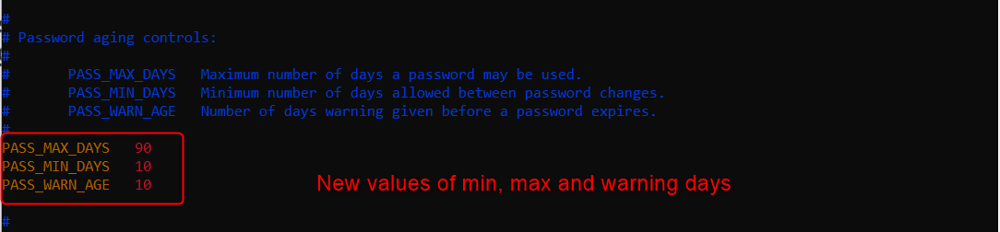 #
# Password aging controls:
#
#       PASS_MAX_DAYS   Maximum number of days a password may be used.
#       PASS_MIN_DAYS   Minimum number of days allowed between password changes.
#       PASS_WARN_AGE   Number of days warning given before a password expires.
#
PASS_MAX_DAYS   90
PASS_MIN_DAYS   10
PASS_WARN_AGE   10
New values of min, max and warning days
#